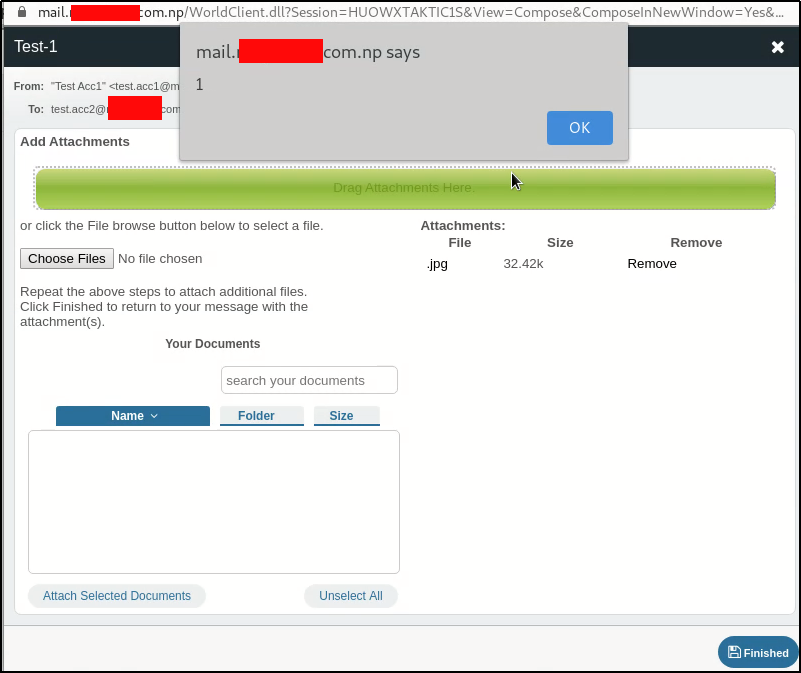 mail. com.np/WorldClient.dll?Session=HUOWXTAKTIC1S&View=Compose&ComposeInNewWindow=Yes&...
Test-1
mail. com.np says
1
OK
From: "Test Acc1" <test.acc1@m
To: test.acc2@ com
Add Attachments
Drag Attachments Here.
or click the File browse button below to select a file.
Choose Files No file chosen
Repeat the above steps to attach additional files.
Click Finished to return to your message with the
attachment(s).
Attachments:
File Size Remove
.jpg 32.42k Remove
Your Documents
search your documents
Name Folder Size
Attach Selected Documents Unselect All
Finished